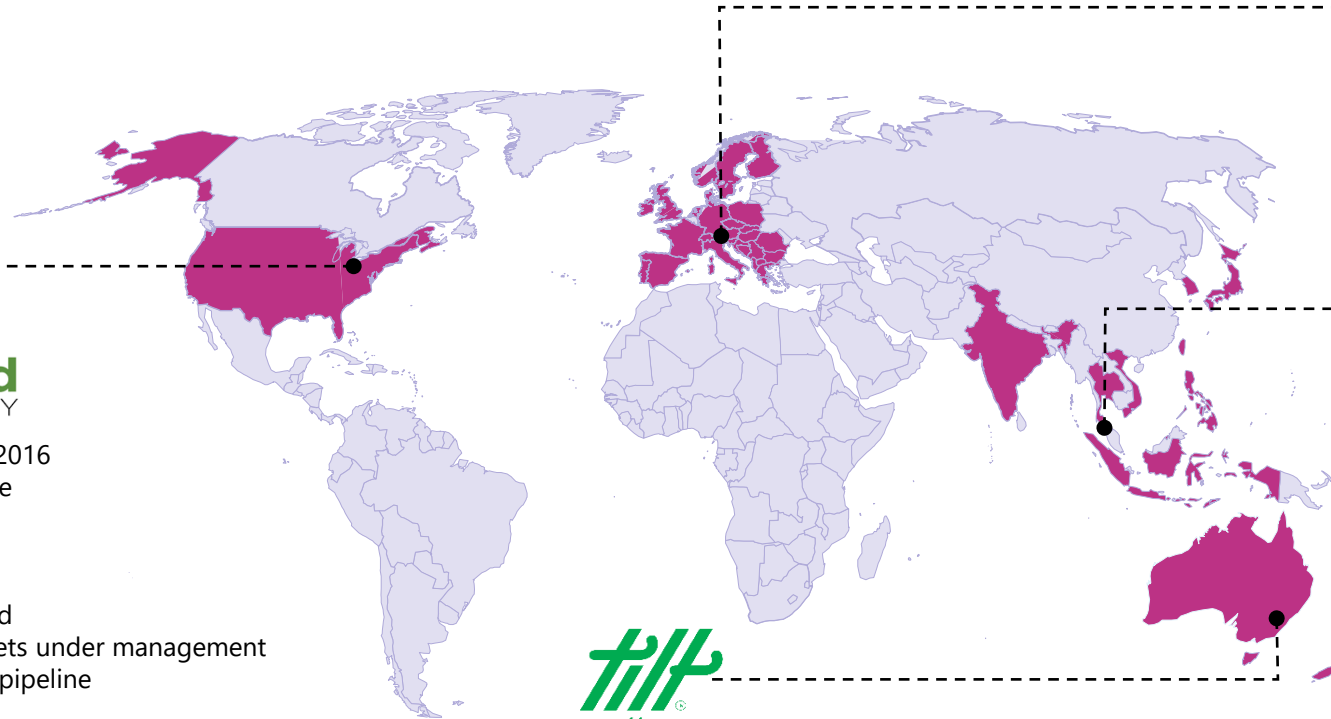 d
Y
2016
e
d
ets under management
pipeline
tilt